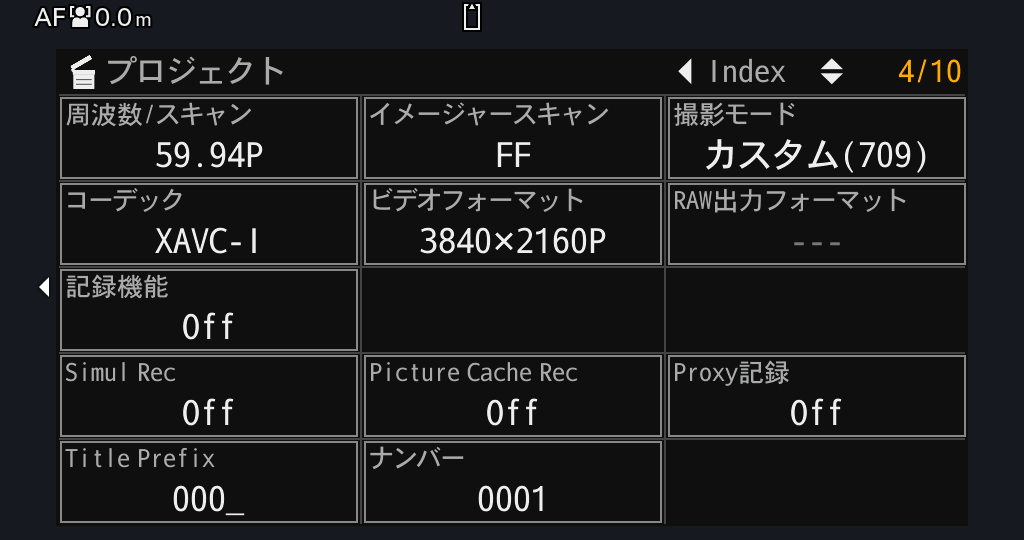 AF 0.0m
プロジェクト Index 4/10
周波数/スキャン イメージャースキャン 撮影モード
59.94P FF カスタム(709)
コーデック ビデオフォーマット RAW出力フォーマット
XAVC-I 3840×2160P ---
記録機能
Off
Simul Rec Picture Cache Rec Proxy記録
Off Off Off
Title Prefix ナンバー
000_ 0001